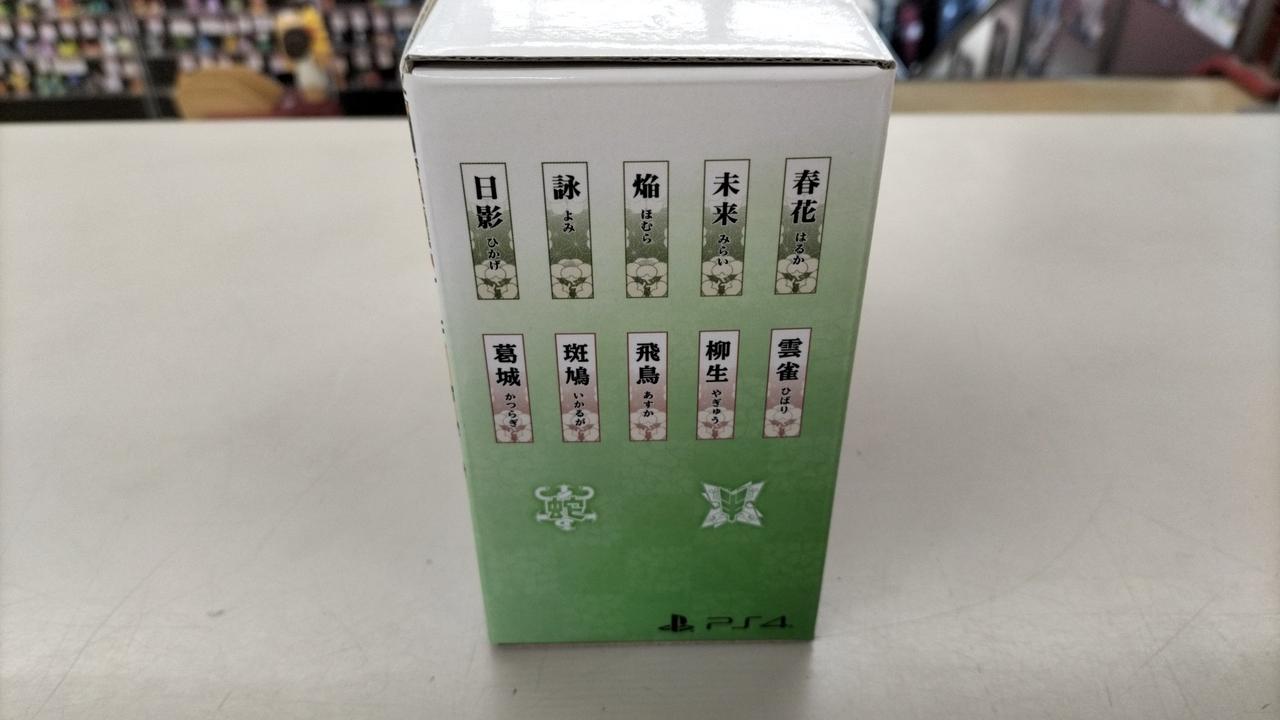 春花 はるか
未来 みらい
焔 ほむら
詠 よみ
日影 ひかげ
雲雀 ひばり
柳生 やぎゅう
飛鳥 あすか
斑鳩 いかるが
葛城 かつらぎ
蛇
PS4